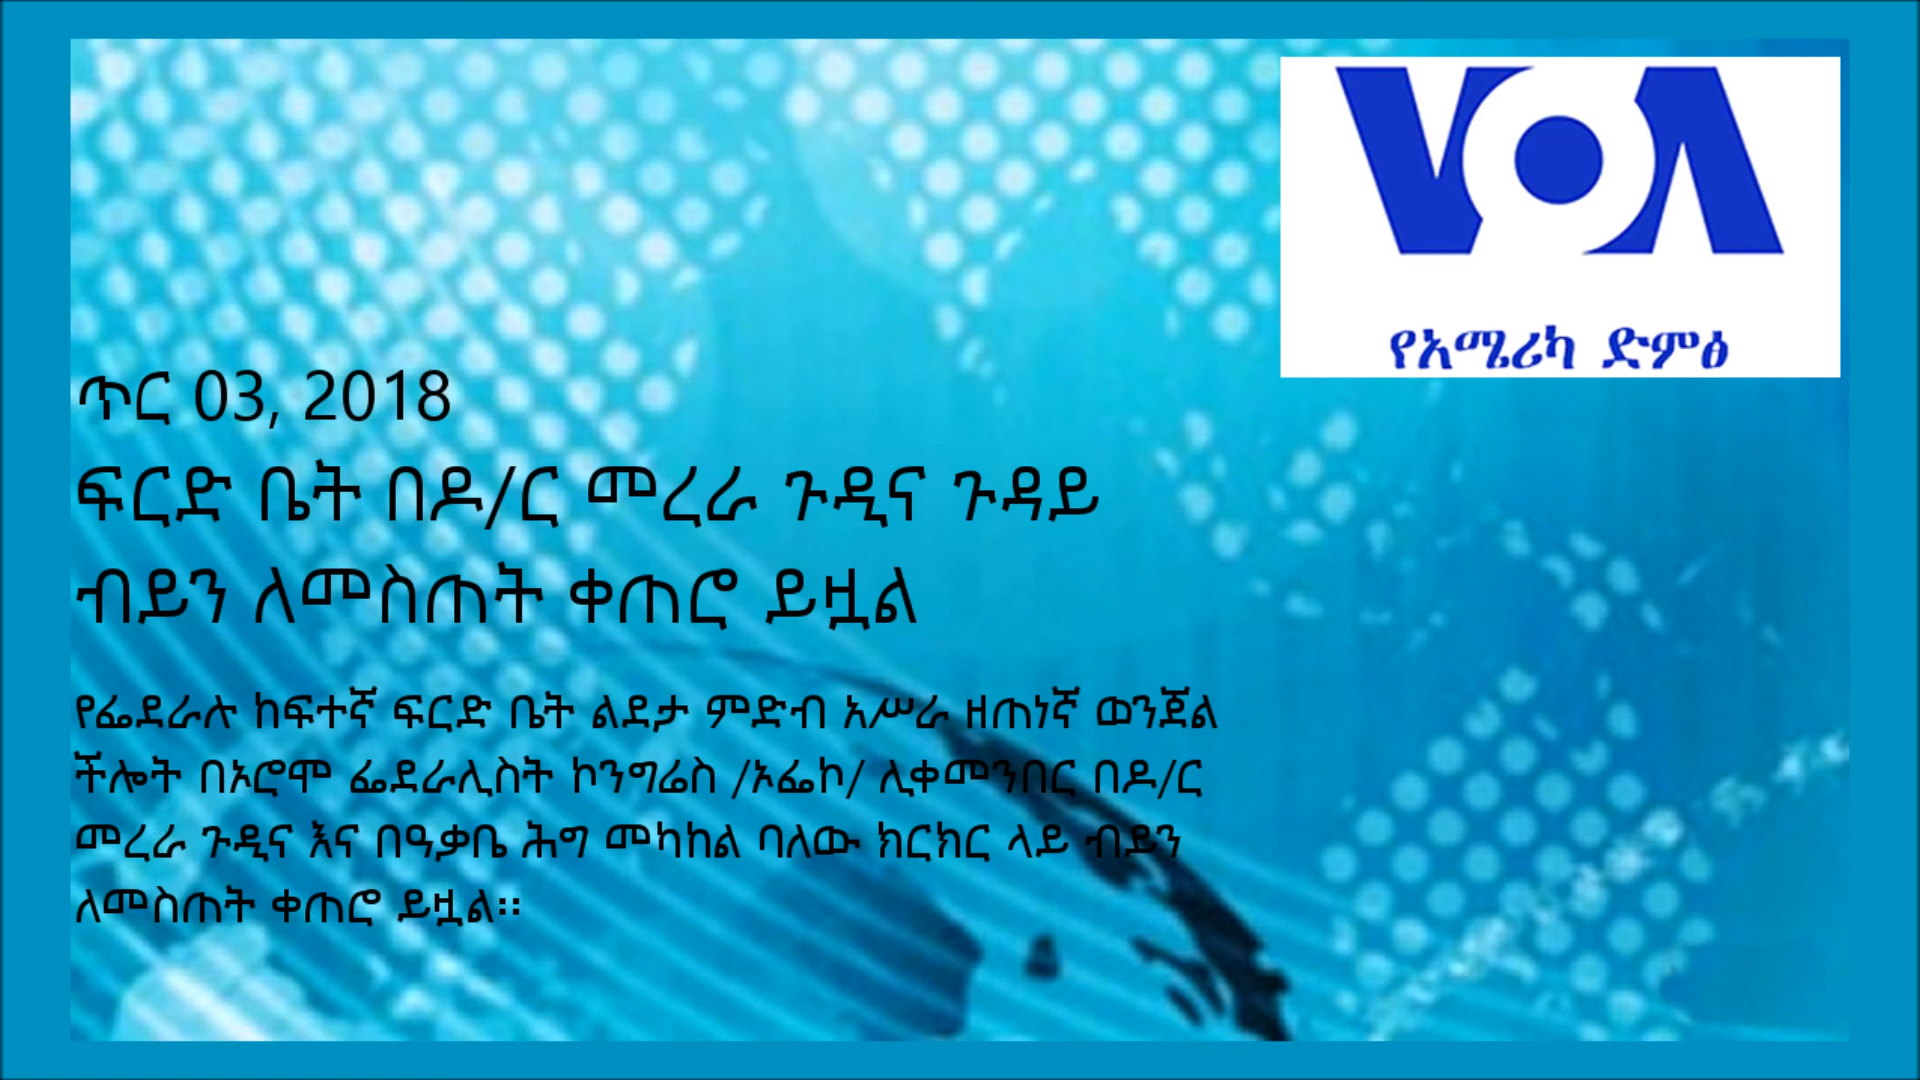 VOA
የአሜሪካ ድምፅ
ጥር 03, 2018
ፍርድ ቤት በዶ/ር መረራ ጉዲና ጉዳይ
ብይን ለመስጠት ቀጠሮ ይዟል
የፌደራሉ ከፍተኛ ፍርድ ቤት ልደታ ምድብ አሥራ ዘጠነኛ ወንጀል
ችሎት በኦሮሞ ፌደራሊስት ኮንግሬስ /ኦፌኮ/ ሊቀመንበር በዶ/ር
መረራ ጉዲና እና በዓቃቤ ሕግ መካከል ባለው ክርክር ላይ ብይን
ለመስጠት ቀጠሮ ይዟል፡፡